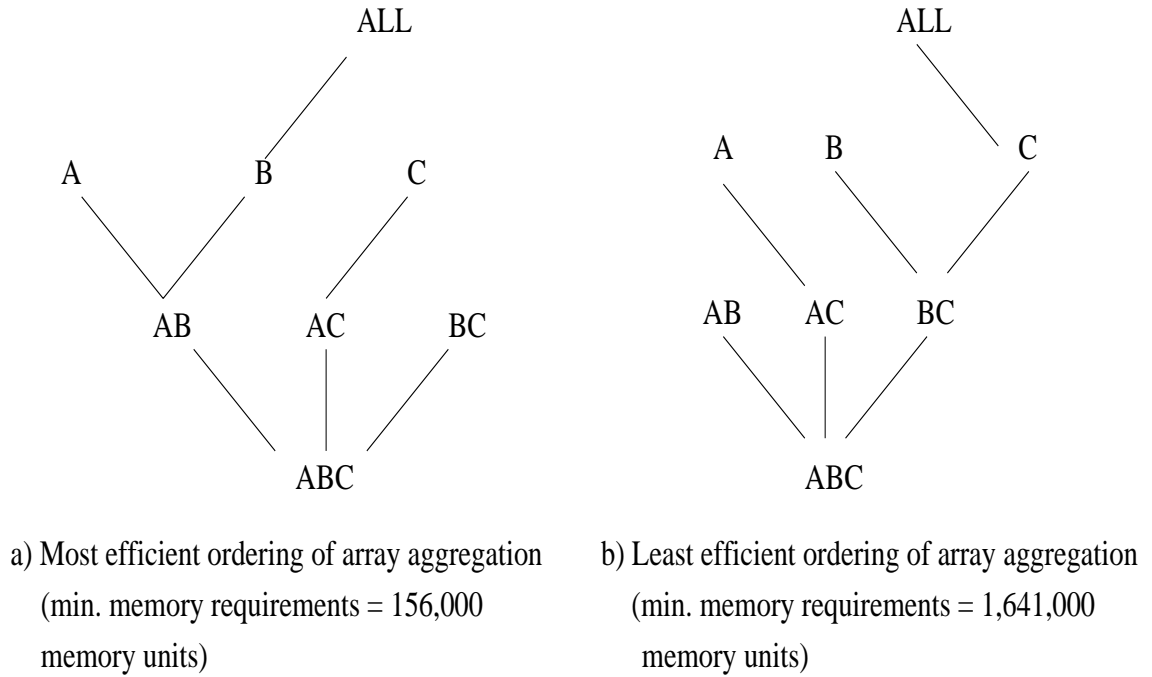 ALL
A B C
AB AC BC
ABC
a) Most efficient ordering of array aggregation
(min. memory requirements = 156,000
memory units)
ALL
A B C
AB AC BC
ABC
b) Least efficient ordering of array aggregation
(min. memory requirements = 1,641,000
memory units)